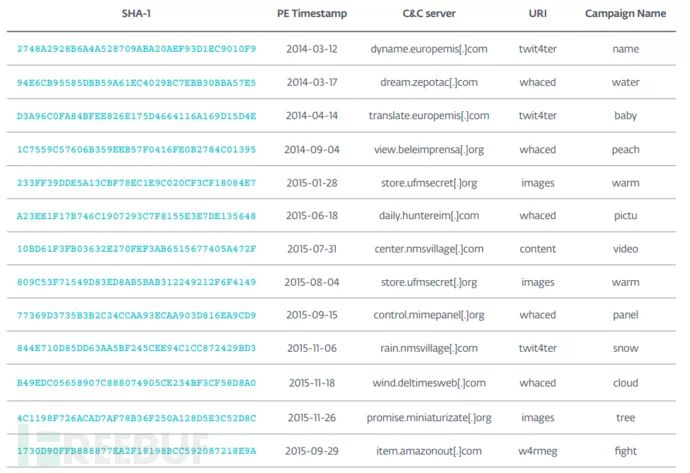 SHA-1 PE Timestamp C&C server URI Campaign Name
2748A2928B6A4A528709ABA20AEF93D1EC9010F9 2014-03-12 dyname.europemis[.]com twit4ter name
94E6CB95585DBB59A61EC4029BC7EBB30BBA57E5 2014-03-17 dream.zepotac[.]com whaced water
D3A96C0FA84BFEE826E175D4664116A169D15D4E 2014-04-14 translate.europemis[.]com twit4ter baby
1C7559C57606B359EEB57F0416FE0B2784C01395 2014-09-04 view.beleimprensa[.]org whaced peach
233FF39DDE5A13CBF78EC1E9C020CF3CF18084E7 2015-01-28 store.ufmsecret[.]org images warm
A23EE1F17B746C1907293C7F8155E3E7DE135648 2015-06-18 daily.huntereim[.]com whaced pictu
10BD61F3FB03632E270FEF3AB6515677405A472F 2015-07-31 center.nmsvillage[.]com content video
809C53F71549D83ED8AB5BAB312249212F6F4149 2015-08-04 store.ufmsecret[.]org images warm
77369D3735B3B2C24CCAA93ECAA903D816EA9CD9 2015-09-15 control.mimepanel[.]org whaced panel
844E710D85DD63AA5BF245CEE94C1CC872429BD3 2015-11-06 rain.nmsvillage[.]com twit4ter snow
B49EDC05658907C888074905CE234BF3CF58D8A0 2015-11-18 wind.deltimesweb[.]com whaced cloud
4C1198F726ACAD7AF78B36F250A128D5E3C52D8C 2015-11-26 promise.miniaturizate[.]org images tree
1730D90FFB888877EA2F18198BCC592087218E9A 2015-09-29 item.amazonout[.]com w4rmeg fight
FREEBUF